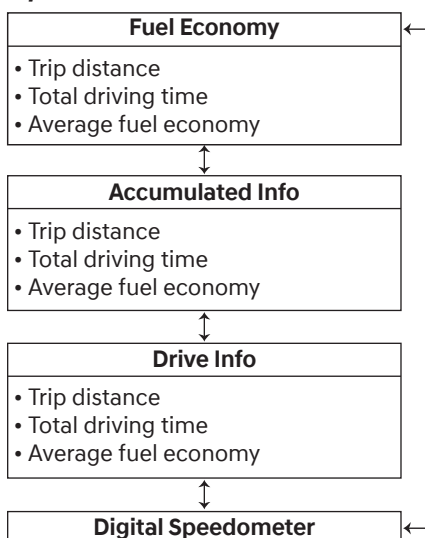 Fuel Economy
• Trip distance
• Total driving time
• Average fuel economy
Accumulated Info
• Trip distance
• Total driving time
• Average fuel economy
Drive Info
• Trip distance
• Total driving time
• Average fuel economy
Digital Speedometer